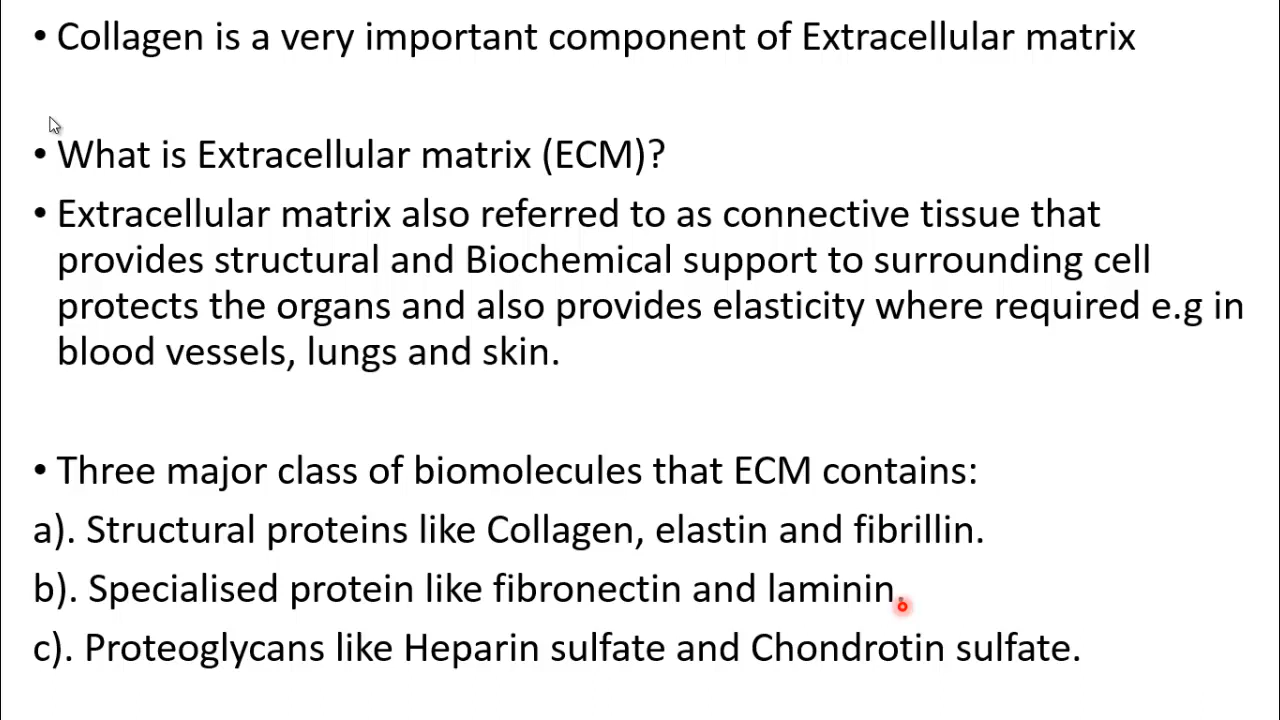 • Collagen is a very important component of Extracellular matrix
• What is Extracellular matrix (ECM)?
• Extracellular matrix also referred to as connective tissue that
provides structural and Biochemical support to surrounding cell
protects the organs and also provides elasticity where required e.g in
blood vessels, lungs and skin.
• Three major class of biomolecules that ECM contains:
a). Structural proteins like Collagen, elastin and fibrillin.
b). Specialised protein like fibronectin and laminin.
c). Proteoglycans like Heparin sulfate and Chondrotin sulfate.